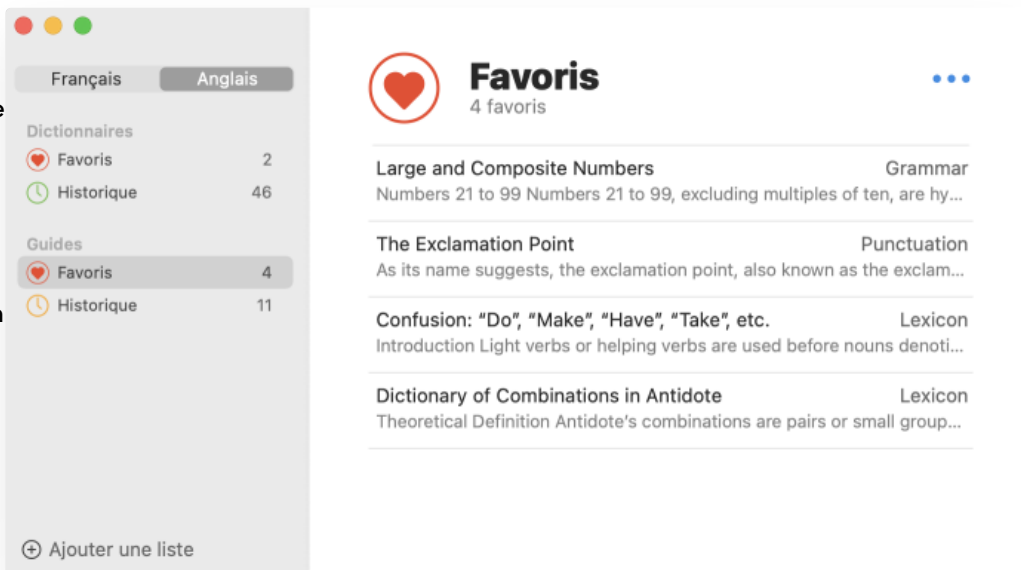 Français
Anglais
Dictionnaires
Favoris 2
Historique 46
Guides
Favoris 4
Historique 11
Ajouter une liste
Favoris
4 favoris
Large and Composite Numbers Grammar
Numbers 21 to 99 Numbers 21 to 99, excluding multiples of ten, are hy...
The Exclamation Point Punctuation
As its name suggests, the exclamation point, also known as the exclam...
Confusion: “Do”, “Make”, “Have”, “Take”, etc. Lexicon
Introduction Light verbs or helping verbs are used before nouns denoti...
Dictionary of Combinations in Antidote Lexicon
Theoretical Definition Antidote’s combinations are pairs or small group...